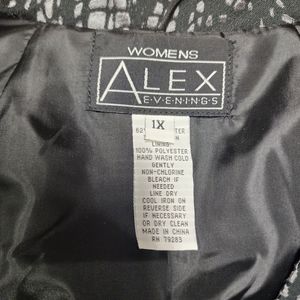 WOMENS
ALEX
EVENINGS
1X
LINING:
100% POLYESTER
HAND WASH COLD
GENTLY
NON-CHLORINE
BLEACH IF
NEEDED
LINE DRY
COOL IRON ON
REVERSE SIDE
IF NECESSARY
OR DRY CLEAN
MADE IN CHINA
RN 79283